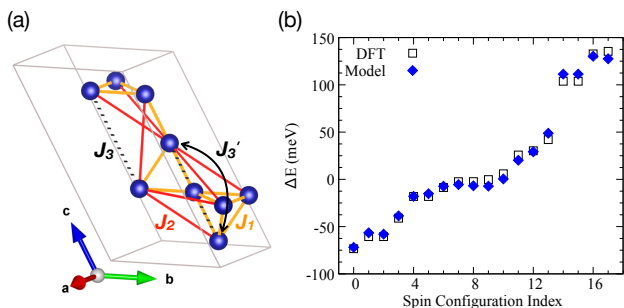 (a)
J3
J3'
J2
J1
c
a
b
(b)
DFT
Model
ΔE (meV)
150
100
50
0
-50
-100
0
4
8
12
16
Spin Configuration Index